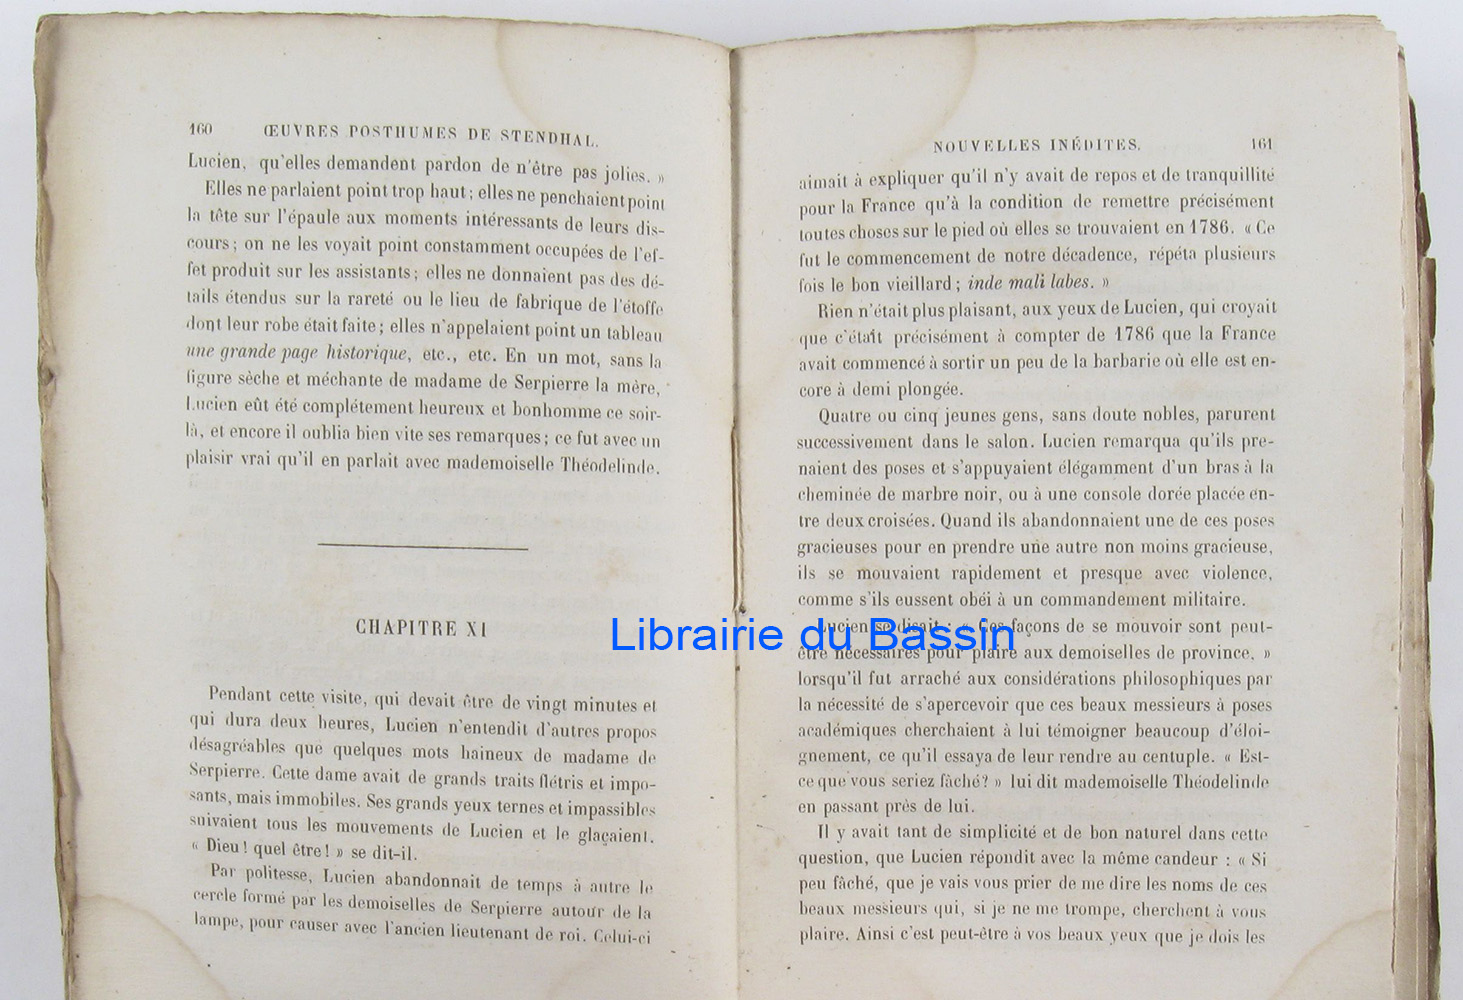 160 ŒUVRES POSTHUMES DE STENDHAL.
Lucien, qu'elles demandent pardon de n'être pas jolies. »
Elles ne parlaient point trop haut ; elles ne penchaient point
la tête sur l'épaule aux moments intéressants de leurs dis-
cours ; on ne les voyait point constamment occupées de l'ef-
fet produit sur les assistants ; elles ne donnaient pas des dé-
tails étendus sur la rareté ou le lieu de fabrique de l'étoffe
dont leur robe était faite ; elles n'appelaient point un tableau
une grande page historique, etc., etc. En un mot, sans la
figure sèche et méchante de madame de Serpierre la mère,
Lucien eût été complétement heureux et bonhomme ce soir-
là, et encore il oublia bien vite ses remarques ; ce fut avec un
plaisir vrai qu'il en parlait avec mademoiselle Théodelinde.
CHAPITRE XI
Pendant cette visite, qui devait être de vingt minutes et
qui dura deux heures, Lucien n'entendit d'autres propos
désagréables que quelques mots haineux de madame de
Serpierre. Cette dame avait de grands traits flétris et impo-
sants, mais immobiles. Ses grands yeux ternes et impassibles
suivaient tous les mouvements de Lucien et le glaçaient.
« Dieu ! quel être ! » se dit-il.
Par politesse, Lucien abandonnait de temps à autre le
cercle formé par les demoiselles de Serpierre autour de la
lampe, pour causer avec l'ancien lieutenant de roi. Celui-ci
NOUVELLES INÉDITES. 161
aimait à expliquer qu'il n'y avait de repos et de tranquillité
pour la France qu'à la condition de remettre précisément
toutes choses sur le pied où elles se trouvaient en 1786. « Ce
fut le commencement de notre décadence, répéta plusieurs
fois le bon vieillard ; inde mali labes. »
Rien n'était plus plaisant, aux yeux de Lucien, qui croyait
que c'était précisément à compter de 1786 que la France
avait commencé à sortir un peu de la barbarie où elle est en-
core à demi plongée.
Quatre ou cinq jeunes gens, sans doute nobles, parurent
successivement dans le salon. Lucien remarqua qu'ils pre-
naient des poses et s'appuyaient élégamment d'un bras à la
cheminée de marbre noir, ou à une console dorée placée en-
tre deux croisées. Quand ils abandonnaient une de ces poses
gracieuses pour en prendre une autre non moins gracieuse,
ils se mouvaient rapidement et presque avec violence,
comme s'ils eussent obéi à un commandement militaire.
Lucien se disait : « Ces façons de se mouvoir sont peut-
être nécessaires pour plaire aux demoiselles de province, »
lorsqu'il fut arraché aux considérations philosophiques par
la nécessité de s'apercevoir que ces beaux messieurs à poses
académiques cherchaient à lui témoigner beaucoup d'éloi-
gnement, ce qu'il essaya de leur rendre au centuple. « Est-
ce que vous seriez fâché ? » lui dit mademoiselle Théodelinde
en passant près de lui.
Il y avait tant de simplicité et de bon naturel dans cette
question, que Lucien répondit avec la même candeur : « Si
peu fâché, que je vais vous prier de me dire les noms de ces
beaux messieurs qui, si je ne me trompe, cherchent à vous
plaire. Ainsi c'est peut-être à vos beaux yeux que je dois les
Librairie du Bassin